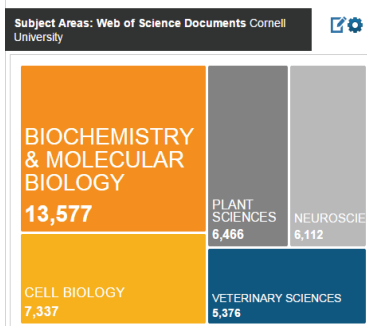 Subject Areas: Web of Science Documents Cornell
University
BIOCHEMISTRY
& MOLECULAR
BIOLOGY
13,577
PLANT
SCIENCES
6,466
NEUROSCIE
6,112
CELL BIOLOGY
7,337
VETERINARY SCIENCES
5,376